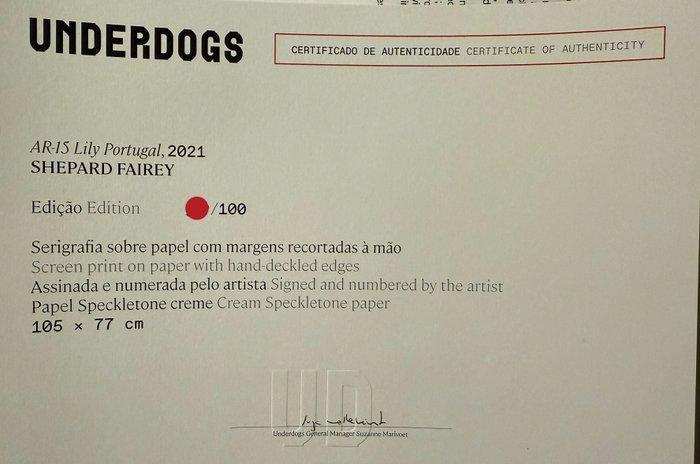 UNDERDOGS
CERTIFICADO DE AUTENTICIDADE CERTIFICATE OF AUTHENTICITY
AR-15 Lily Portugal, 2021
SHEPARD FAIREY
Edição Edition /100
Serigrafia sobre papel com margens recortadas à mão
Screen print on paper with hand-deckled edges
Assinada e numerada pelo artista Signed and numbered by the artist
Papel Speckletone creme Cream Speckletone paper
105 × 77 cm
UD
Underdogs General Manager Suzanne Marivoet